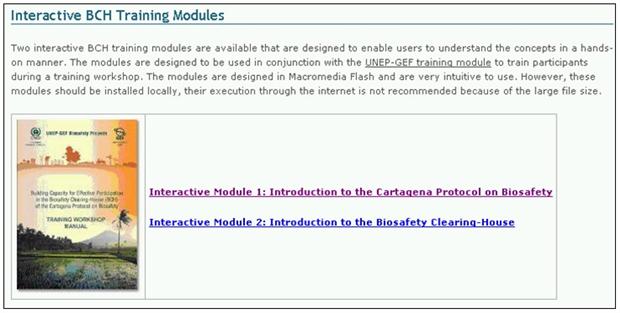 Interactive BCH Training Modules
Two interactive BCH training modules are available that are designed to enable users to understand the concepts in a hands-
on manner. The modules are designed to be used in conjunction with the UNEP-GEF training module to train participants
during a training workshop. The modules are designed in Macromedia Flash and are very intuitive to use. However, these
modules should be installed locally, their execution through the internet is not recommended because of the large file size.
UNEP-GEF Biosafety Projects
Building Capacity for Effective Participation
in the Biosafety Clearing-House (BCH)
of the Cartagena Protocol on Biosafety
TRAINING WORKSHOP
MANUAL
Interactive Module 1: Introduction to the Cartagena Protocol on Biosafety
Interactive Module 2: Introduction to the Biosafety Clearing-House